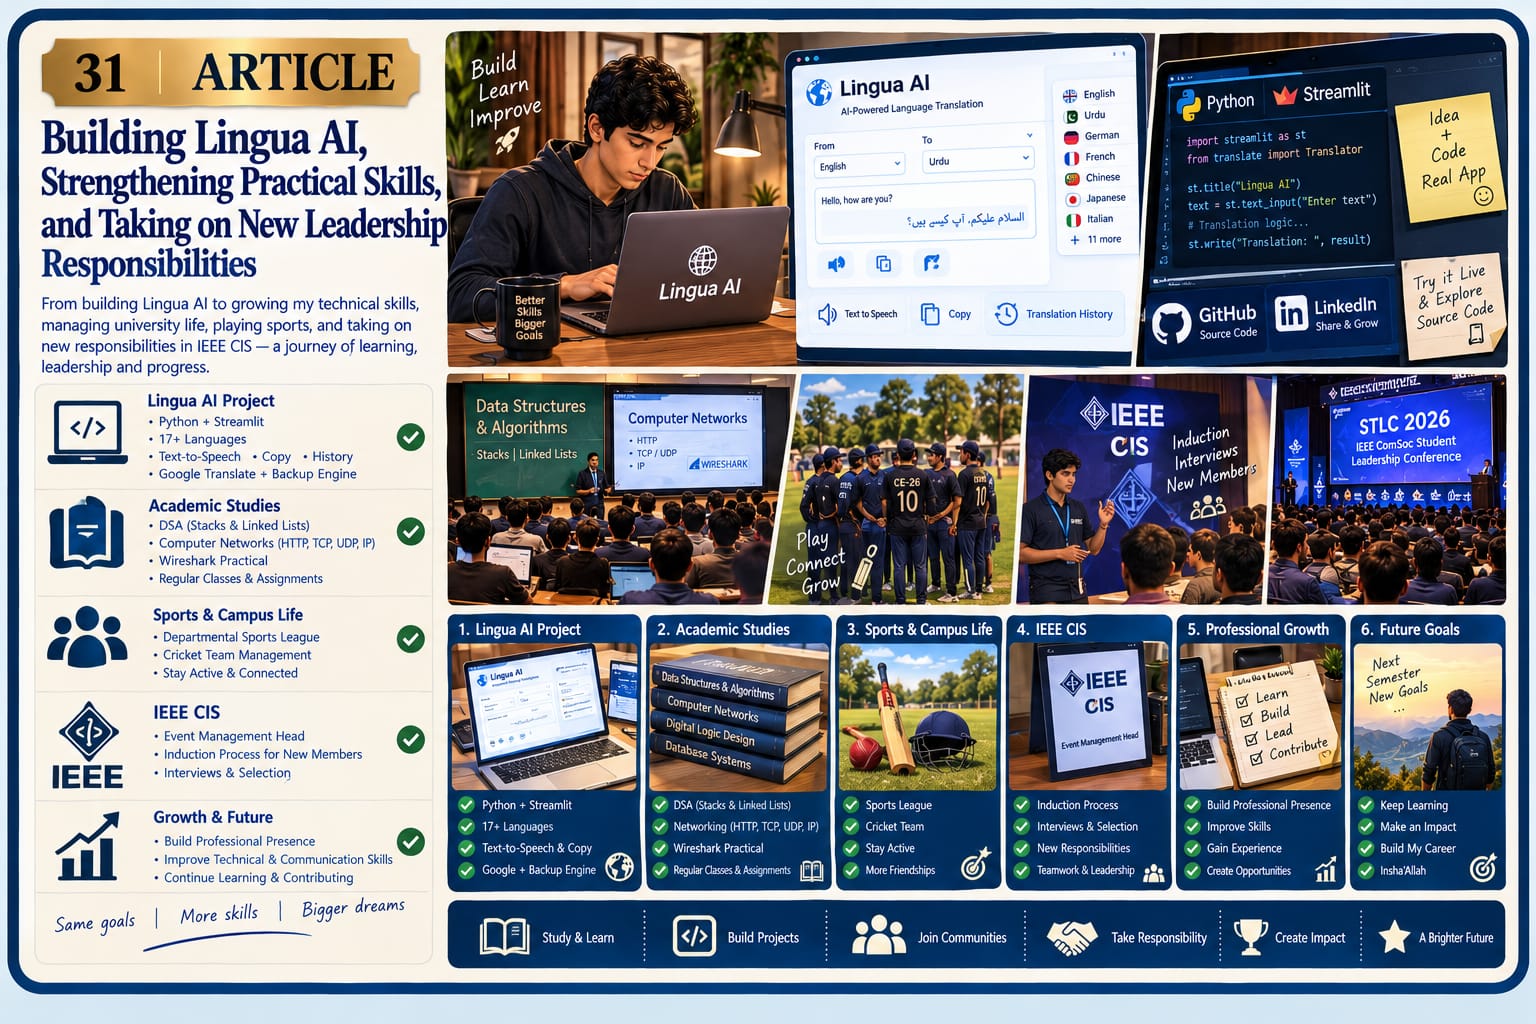 31 ARTICLE
Building Lingua AI,
Strengthening Practical Skills,
and Taking on New Leadership
Responsibilities
From building Lingua AI to growing my technical skills,
managing university life, playing sports, and taking on
new responsibilities in IEEE CIS — a journey of learning,
leadership and progress.
Lingua AI Project
• Python + Streamlit
• 17+ Languages
• Text-to-Speech • Copy • History
• Google Translate + Backup Engine
Academic Studies
• DSA (Stacks & Linked Lists)
• Computer Networks (HTTP, TCP, UDP, IP)
• Wireshark Practical
• Regular Classes & Assignments
Sports & Campus Life
• Departmental Sports League
• Cricket Team Management
• Stay Active & Connected
IEEE
IEEE CIS
• Event Management Head
• Induction Process for New Members
• Interviews & Selection
Growth & Future
• Build Professional Presence
• Improve Technical & Communication Skills
• Continue Learning & Contributing
Same goals | More skills | Bigger dreams
Build
Learn
Improve
Better
Skills
Bigger
Goals
Lingua AI
Lingua AI
AI-Powered Language Translation
From
To
English
Urdu
Hello, how are you?
السلام علیکم، آپ کیسے ہیں؟
Text to Speech
Copy
Translation History
English
Urdu
German
French
Chinese
Japanese
Italian
+ 11 more
Python
Streamlit
import streamlit as st
from translate import Translator
st.title("Lingua AI")
text = st.text_input("Enter text")
# Translation logic...
st.write("Translation: ", result)
GitHub
Source Code
in
LinkedIn
Share & Grow
Idea
+
Code
Real App
Try it Live
& Explore
Source Code
Data Structures
& Algorithms
Stacks | Linked Lists
Computer Networks
• HTTP
• TCP / UDP
• IP
WIRESHARK
CE-26
10
10
Play
Connect
Grow
IEEE
CIS
Induction
Interviews
New Members
STLC 2026
IEEE ComSoc Student
Leadership Conference
1. Lingua AI Project
Lingua AI
Python + Streamlit
17+ Languages
Text-to-Speech & Copy
Google + Backup Engine
2. Academic Studies
Data Structures & Algorithms
Computer Networks
Digital Logic Design
Database Systems
DSA (Stacks & Linked Lists)
Networking (HTTP, TCP, UDP, IP)
Wireshark Practical
Regular Classes & Assignments
3. Sports & Campus Life
Sports League
Cricket Team
Stay Active
More Friendships
4. IEEE CIS
IEEE
CIS
Event Management Head
Induction Process
Interviews & Selection
New Responsibilities
Teamwork & Leadership
5. Professional Growth
Learn
Build
Lead
Contribute
Build Professional Presence
Improve Skills
Gain Experience
Create Opportunities
6. Future Goals
Next
Semester
New Goals
...
Keep Learning
Make an Impact
Build My Career
Insha'Allah
Study & Learn
Build Projects
Join Communities
Take Responsibility
Create Impact
A Brighter Future